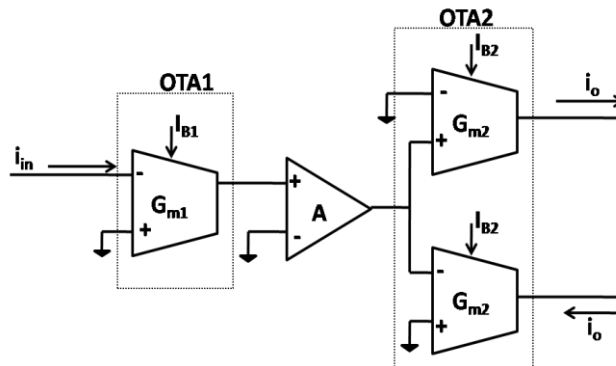 OTA2
I_B2
OTA1
i_o
-
I_B1
G_m2
i_in
+
-
+
G_m1
A
I_B2
+
-
-
G_m2
i_o
+